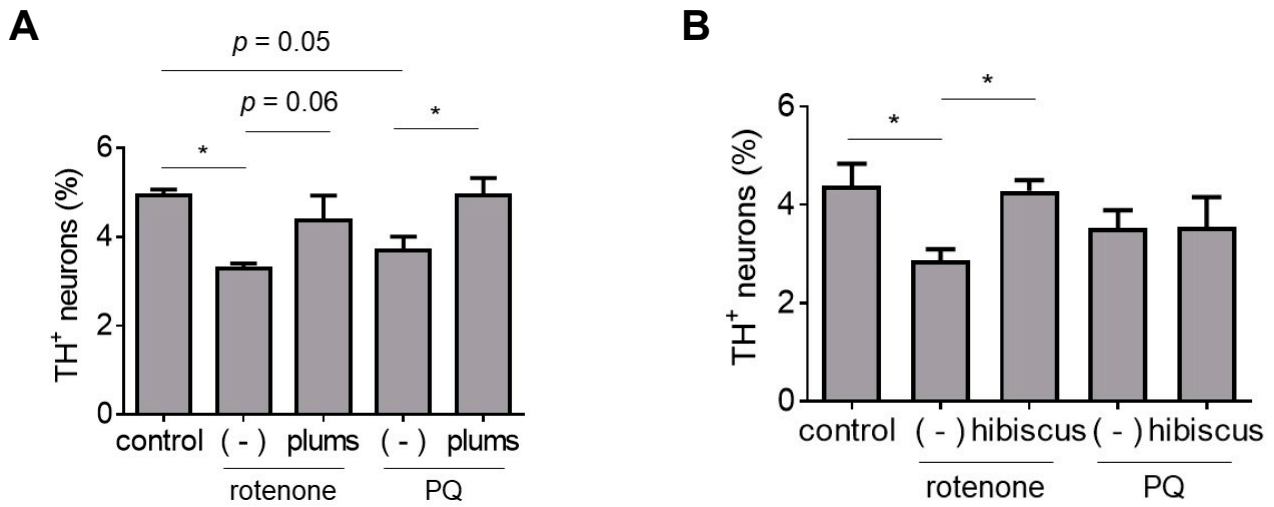 A
p = 0.05
p = 0.06
*
*
6
4
2
0
TH+ neurons (%)
control (-) plums (-) plums
rotenone PQ
B
*
*
6
4
2
0
TH+ neurons (%)
control (-) hibiscus (-) hibiscus
rotenone PQ